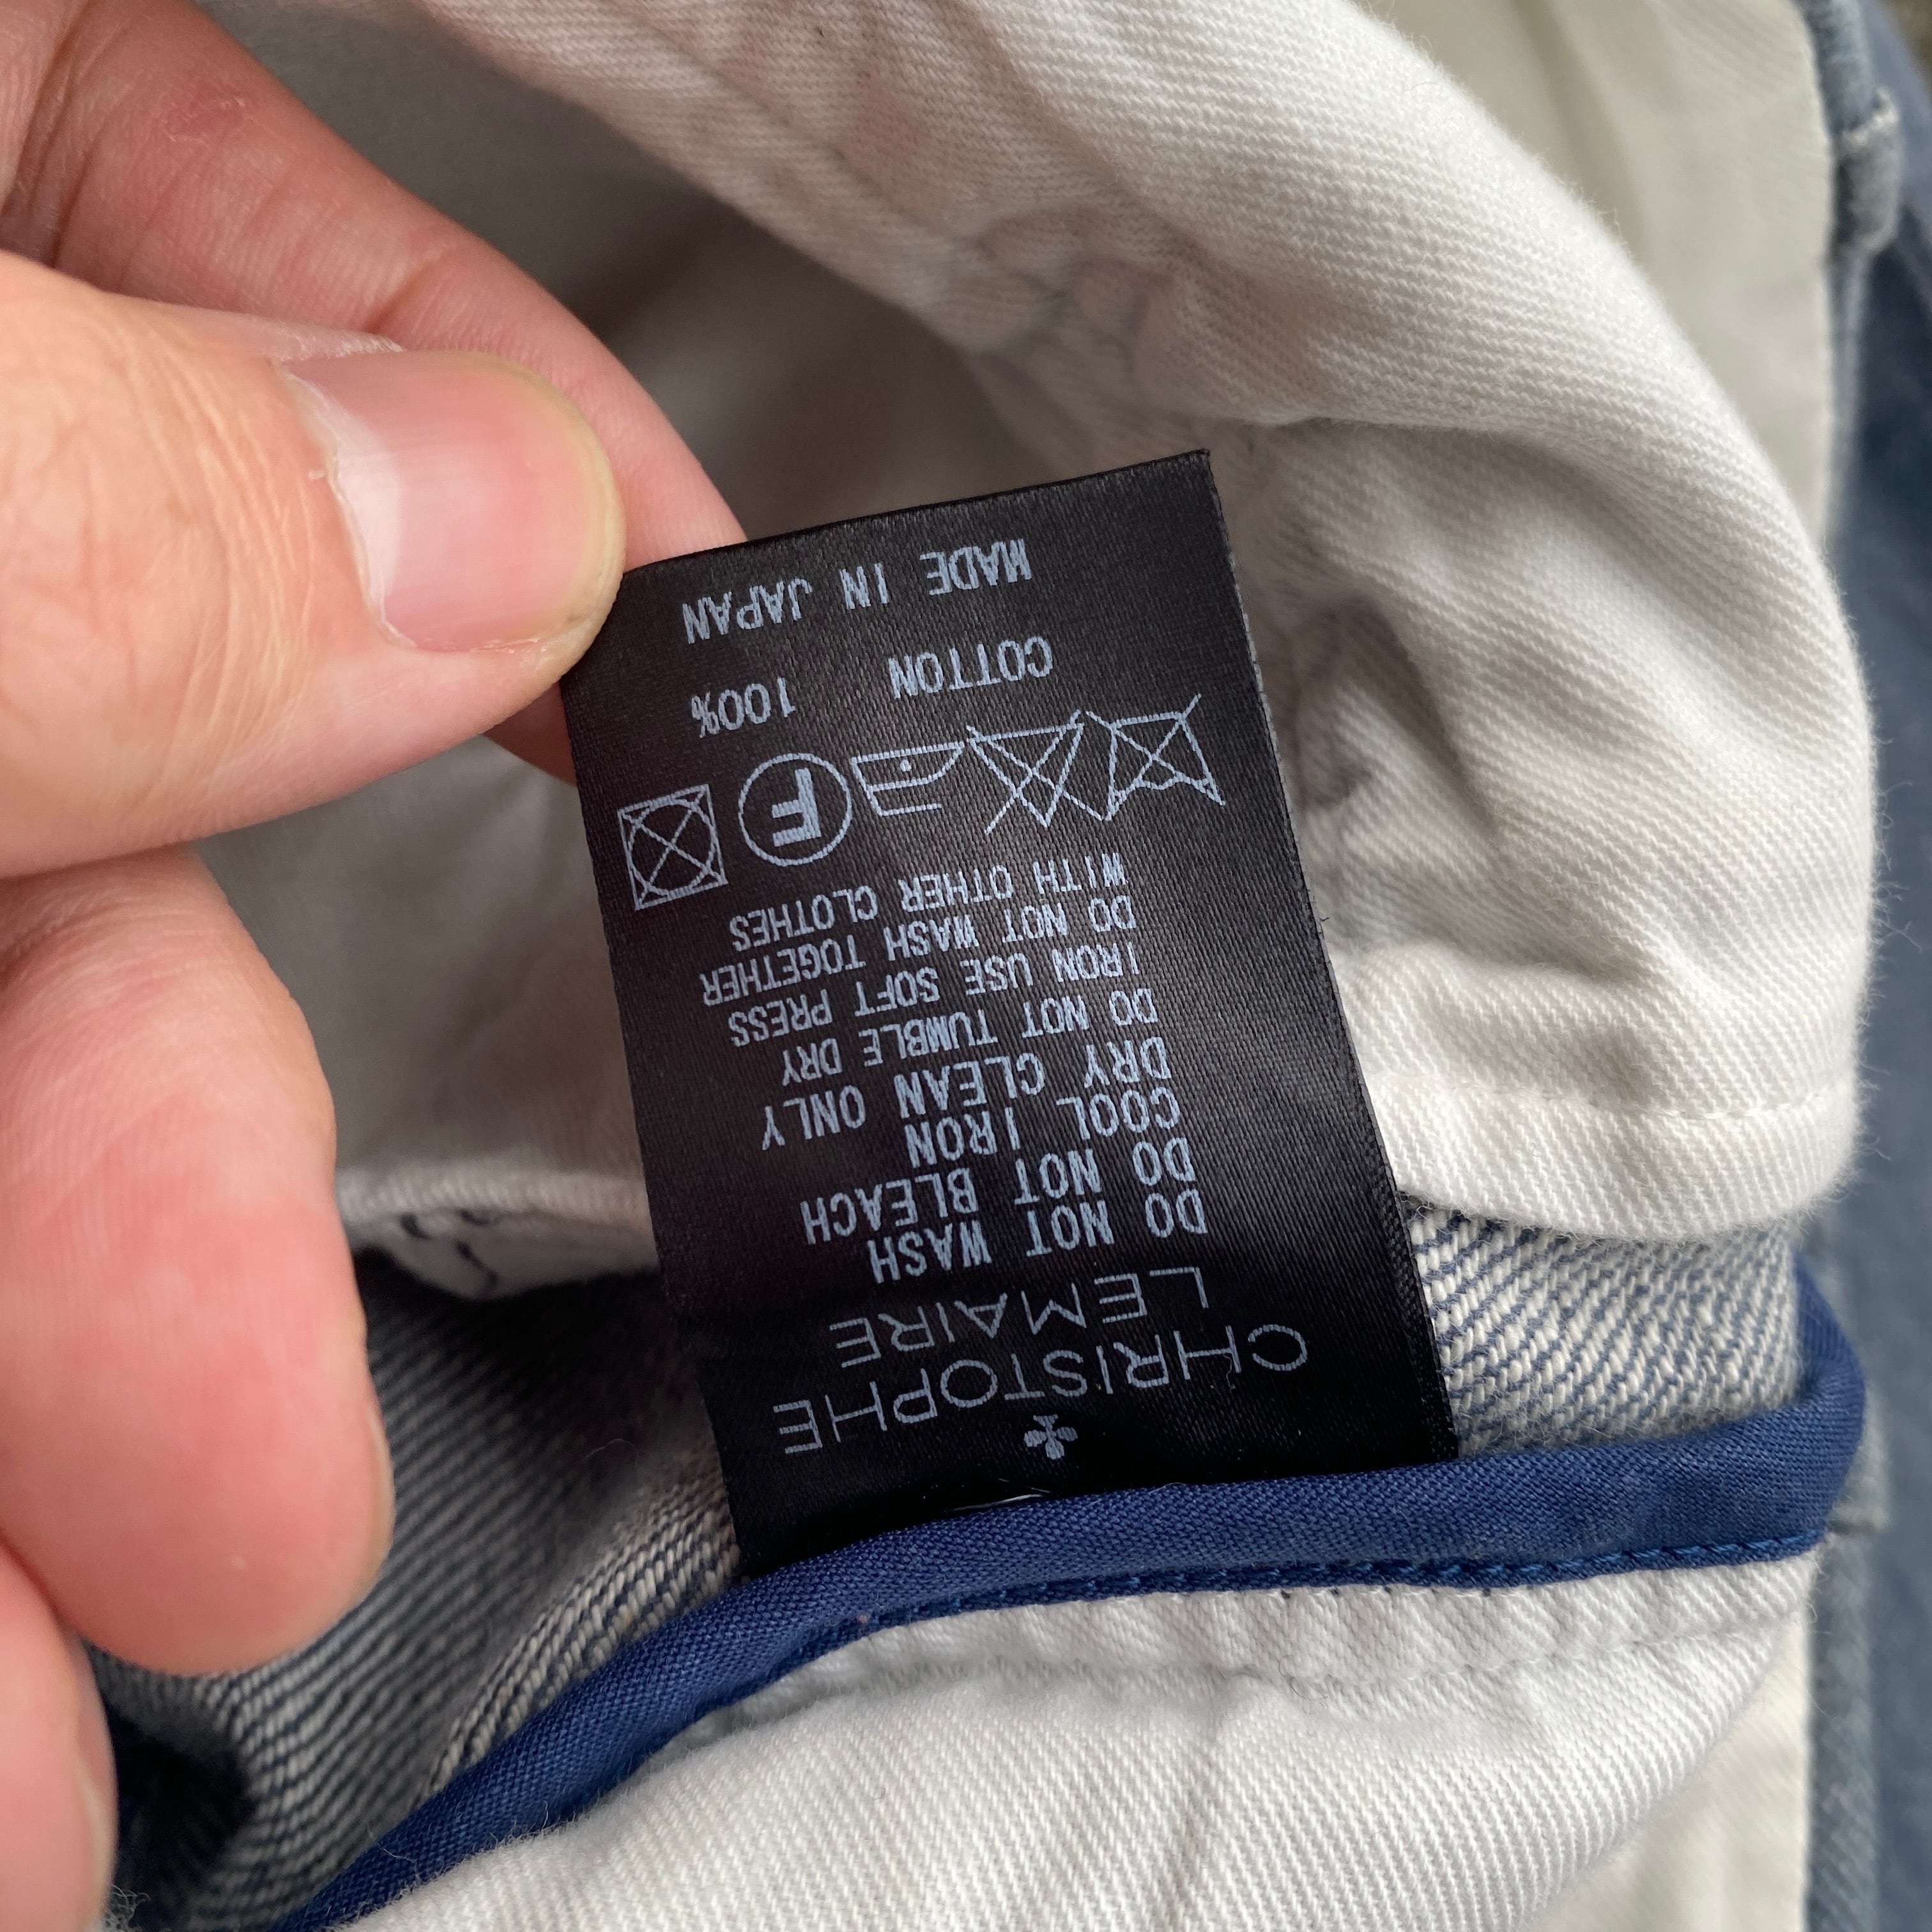 CHRISTOPHE
LEMAIRE
DO NOT WASH
DO NOT BLEACH
COOL IRON
DRY CLEAN ONLY
DO NOT TUMBLE DRY
IRON USE SOFT PRESS
DO NOT WASH TOGETHER
WITH OTHER CLOTHES
F
COTTON 100%
MADE IN JAPAN